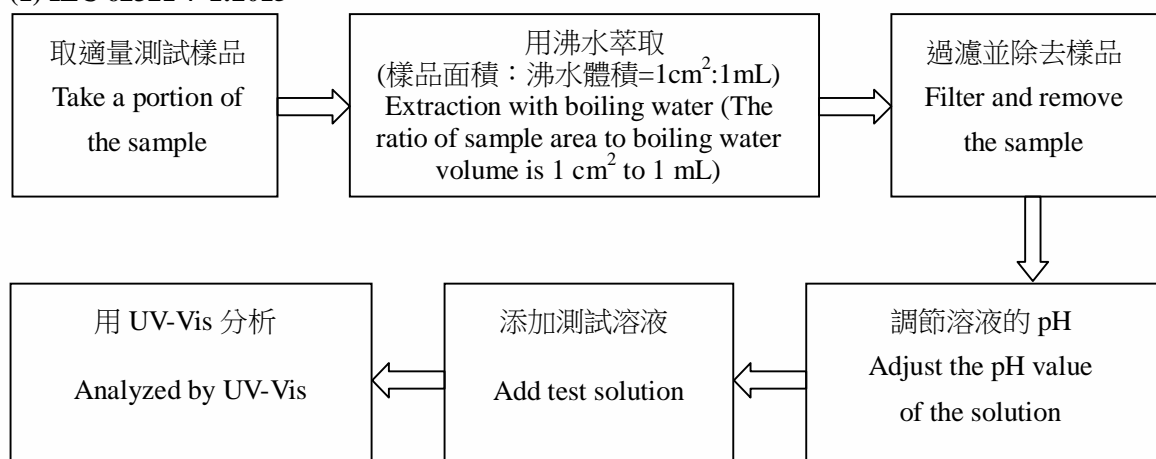 取適量測試樣品
Take a portion of
the sample
用沸水萃取
(樣品面積：沸水體積=1cm²:1mL)
Extraction with boiling water (The
ratio of sample area to boiling water
volume is 1 cm² to 1 mL)
過濾並除去樣品
Filter and remove
the sample
用 UV-Vis 分析
Analyzed by UV-Vis
添加測試溶液
Add test solution
調節溶液的 pH
Adjust the pH value
of the solution